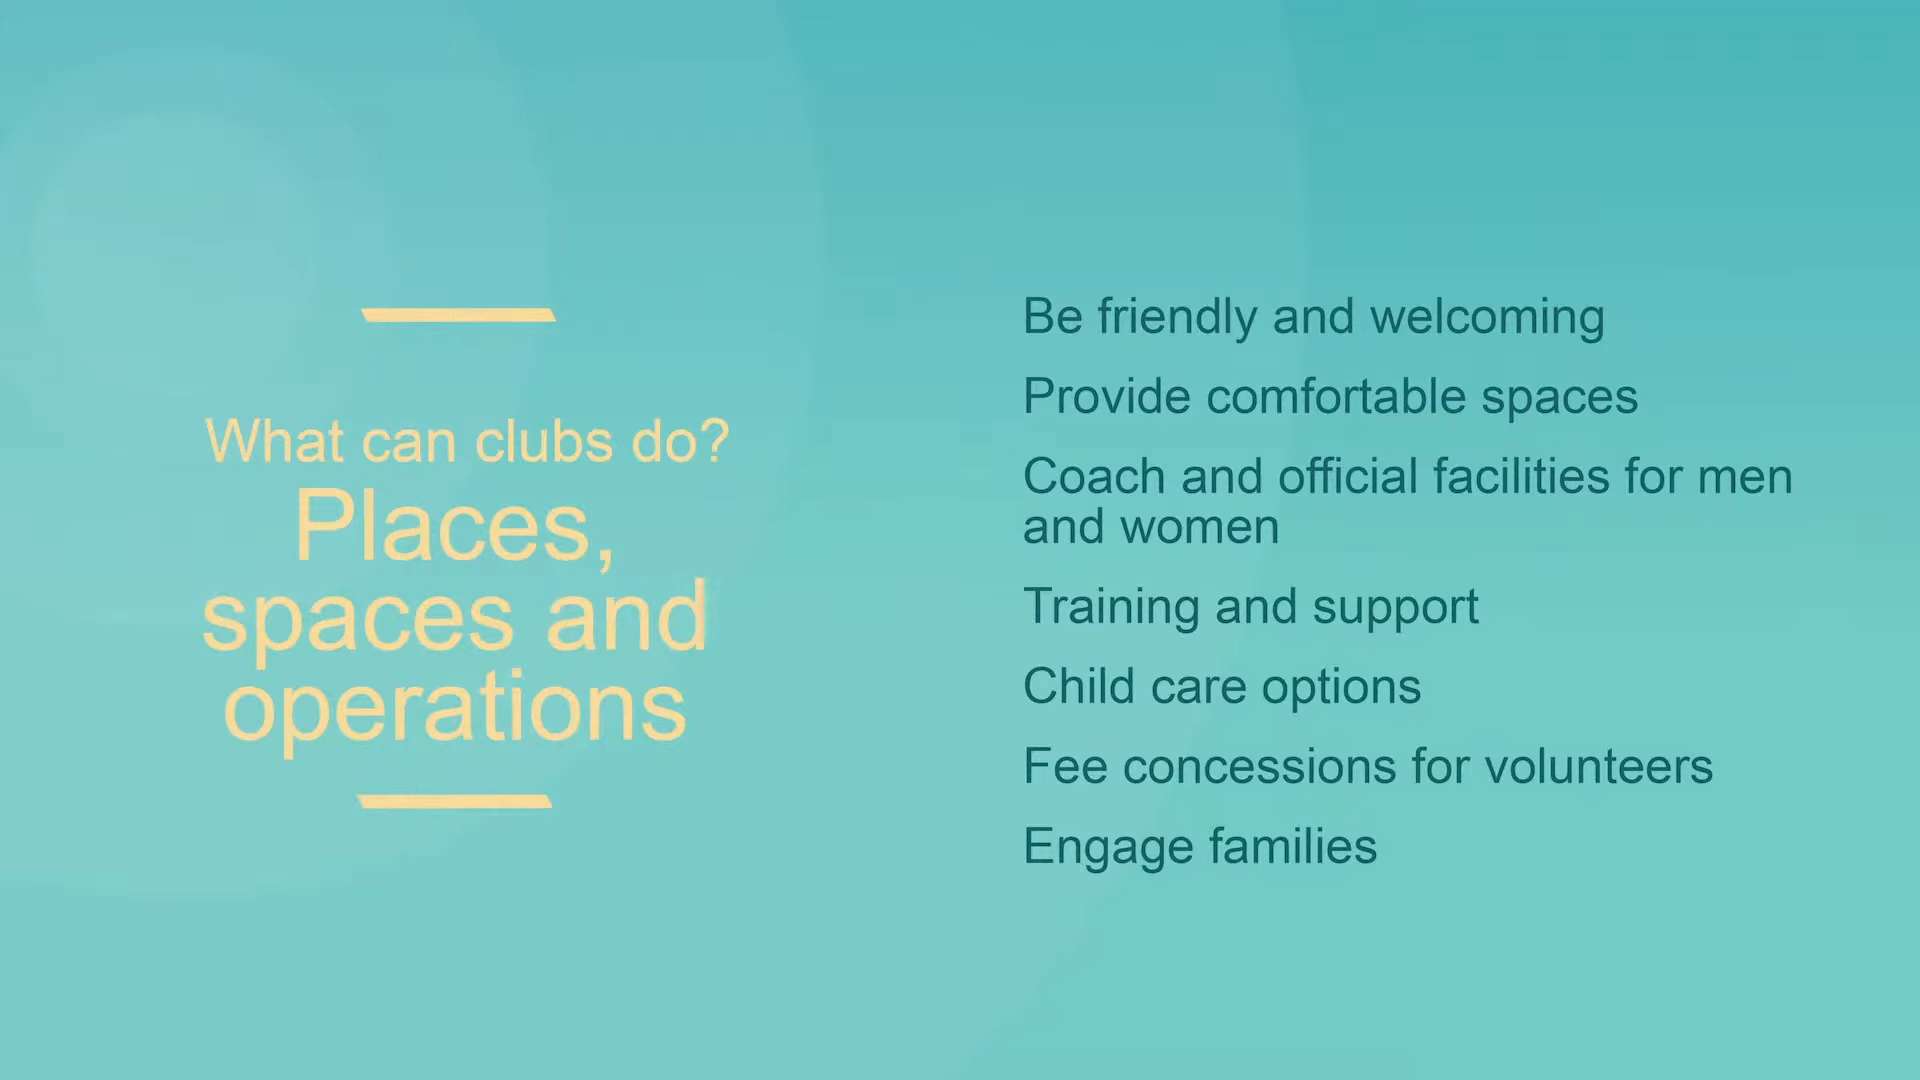 What can clubs do?
Places,
spaces and
operations
Be friendly and welcoming
Provide comfortable spaces
Coach and official facilities for men
and women
Training and support
Child care options
Fee concessions for volunteers
Engage families